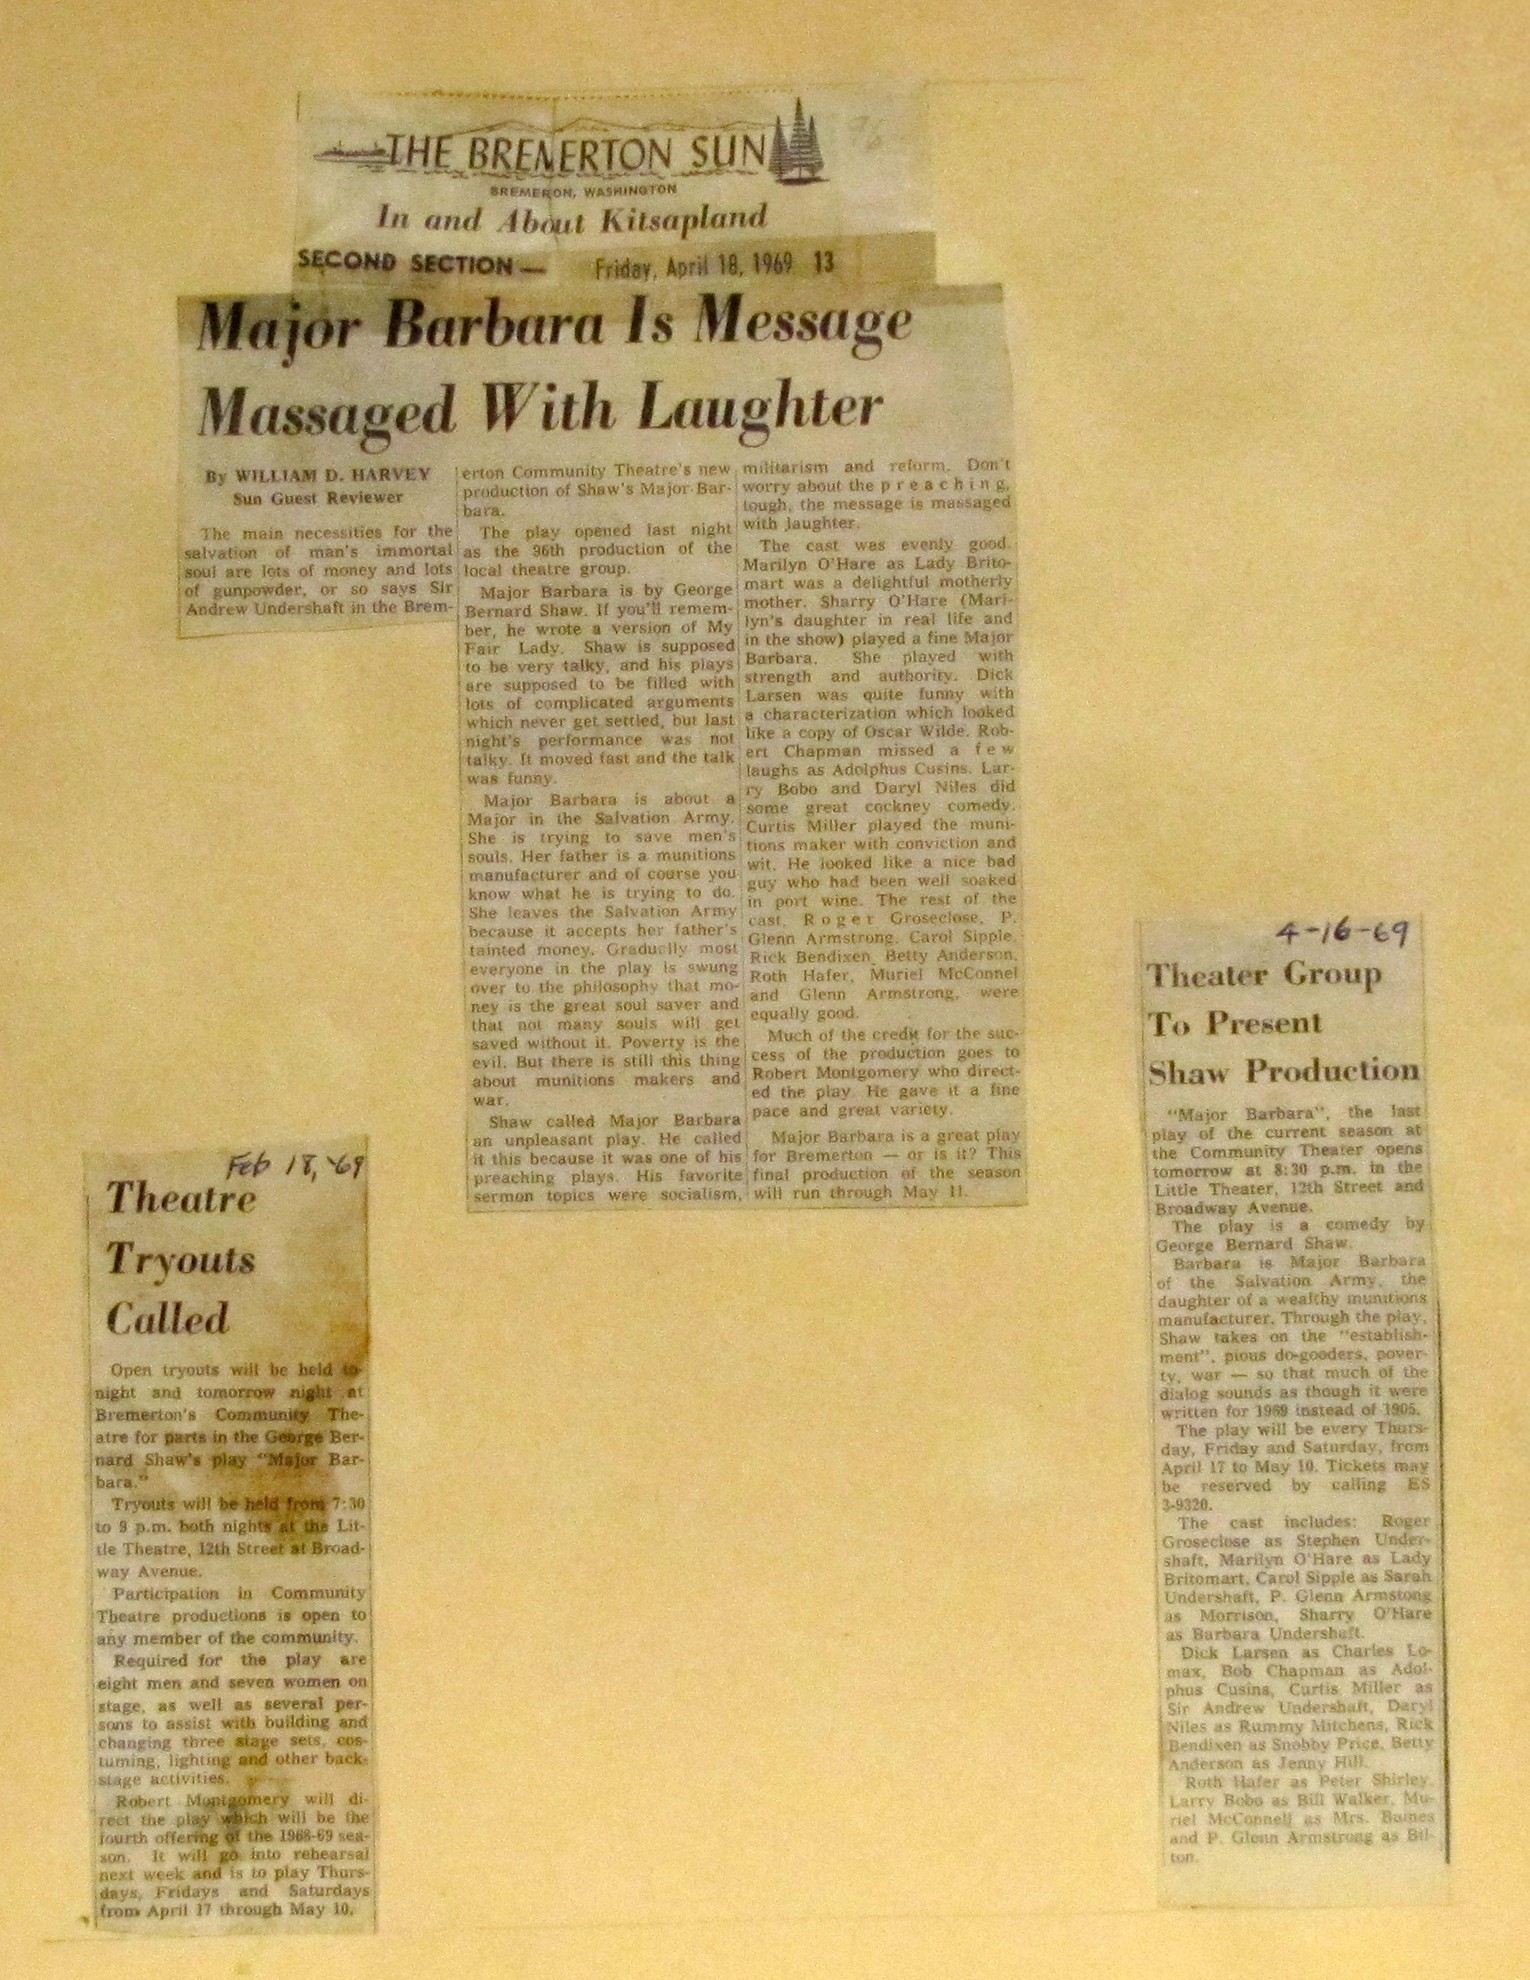 THE BREMERTON SUN
BREMERON, WASHINGTON
In and About Kitsapland
SECOND SECTION — Friday, April 18, 1969 13
Major Barbara Is Message
Massaged With Laughter
By WILLIAM D. HARVEY
Sun Guest Reviewer
The main necessities for the
salvation of man's immortal
soul are lots of money and lots
of gunpowder, or so says Sir
Andrew Undershaft in the Brem-
erton Community Theatre's new
production of Shaw's Major Bar-
bara.
The play opened last night
as the 96th production of the
local theatre group.
Major Barbara is by George
Bernard Shaw. If you'll remem-
ber, he wrote a version of My
Fair Lady. Shaw is supposed
to be very talky, and his plays
are supposed to be filled with
lots of complicated arguments
which never get settled, but last
night's performance was not
talky. It moved fast and the talk
was funny.
Major Barbara is about a
Major in the Salvation Army.
She is trying to save men's
souls. Her father is a munitions
manufacturer and of course you
know what he is trying to do.
She leaves the Salvation Army
because it accepts her father's
tainted money. Gradually most
everyone in the play is swung
over to the philosophy that mo-
ney is the great soul saver and
that not many souls will get
saved without it. Poverty is the
evil. But there is still this thing
about munitions makers and
war.
Shaw called Major Barbara
an unpleasant play. He called
it this because it was one of his
preaching plays. His favorite
sermon topics were socialism,
militarism and reform. Don't
worry about the preaching,
tough, the message is massaged
with laughter.
The cast was evenly good.
Marilyn O'Hare as Lady Brito-
mart was a delightful motherly
mother. Sharry O'Hare (Mari-
lyn's daughter in real life and
in the show) played a fine Major
Barbara. She played with
strength and authority. Dick
Larsen was quite funny with
a characterization which looked
like a copy of Oscar Wilde. Rob-
ert Chapman missed a few
laughs as Adolphus Cusins. Lar-
ry Bobo and Daryl Niles did
some great cockney comedy.
Curtis Miller played the muni-
tions maker with conviction and
wit. He looked like a nice bad
guy who had been well soaked
in port wine. The rest of the
cast, Roger Groseclose, P.
Glenn Armstrong, Carol Sipple,
Rick Bendixen, Betty Anderson,
Roth Hafer, Muriel McConnel
and Glenn Armstrong, were
equally good.
Much of the credit for the suc-
cess of the production goes to
Robert Montgomery who direct-
ed the play. He gave it a fine
pace and great variety.
Major Barbara is a great play
for Bremerton — or is it? This
final production of the season
will run through May 11.
Feb 18, '69
Theatre
Tryouts
Called
Open tryouts will be held to-
night and tomorrow night at
Bremerton's Community The-
atre for parts in the George Ber-
nard Shaw's play "Major Bar-
bara."
Tryouts will be held from 7:30
to 9 p.m. both nights at the Lit-
tle Theatre, 12th Street at Broad-
way Avenue.
Participation in Community
Theatre productions is open to
any member of the community.
Required for the play are
eight men and seven women on
stage, as well as several per-
sons to assist with building and
changing three stage sets, cos-
tuming, lighting and other back-
stage activities.
Robert Montgomery will di-
rect the play which will be the
fourth offering of the 1968-69 sea-
son. It will go into rehearsal
next week and is to play Thurs-
days, Fridays and Saturdays
from April 17 through May 10.
4-16-69
Theater Group
To Present
Shaw Production
"Major Barbara", the last
play of the current season at
the Community Theater opens
tomorrow at 8:30 p.m. in the
Little Theater, 12th Street and
Broadway Avenue.
The play is a comedy by
George Bernard Shaw.
Barbara is Major Barbara
of the Salvation Army, the
daughter of a wealthy munitions
manufacturer. Through the play,
Shaw takes on the "establish-
ment", pious do-gooders, pover-
ty, war — so that much of the
dialog sounds as though it were
written for 1969 instead of 1905.
The play will be every Thurs-
day, Friday and Saturday, from
April 17 to May 10. Tickets may
be reserved by calling ES
3-9320.
The cast includes: Roger
Groseclose as Stephen Under-
shaft, Marilyn O'Hare as Lady
Britomart, Carol Sipple as Sarah
Undershaft, P. Glenn Armstong
as Morrison, Sharry O'Hare
as Barbara Undershaft.
Dick Larsen as Charles Lo-
max, Bob Chapman as Adol-
phus Cusins, Curtis Miller as
Sir Andrew Undershaft, Daryl
Niles as Rummy Mitchens, Rick
Bendixen as Snobby Price, Betty
Anderson as Jenny Hill.
Roth Hafer as Peter Shirley,
Larry Bobo as Bill Walker, Mu-
riel McConnell as Mrs. Baines
and P. Glenn Armstrong as Bil-
ton.